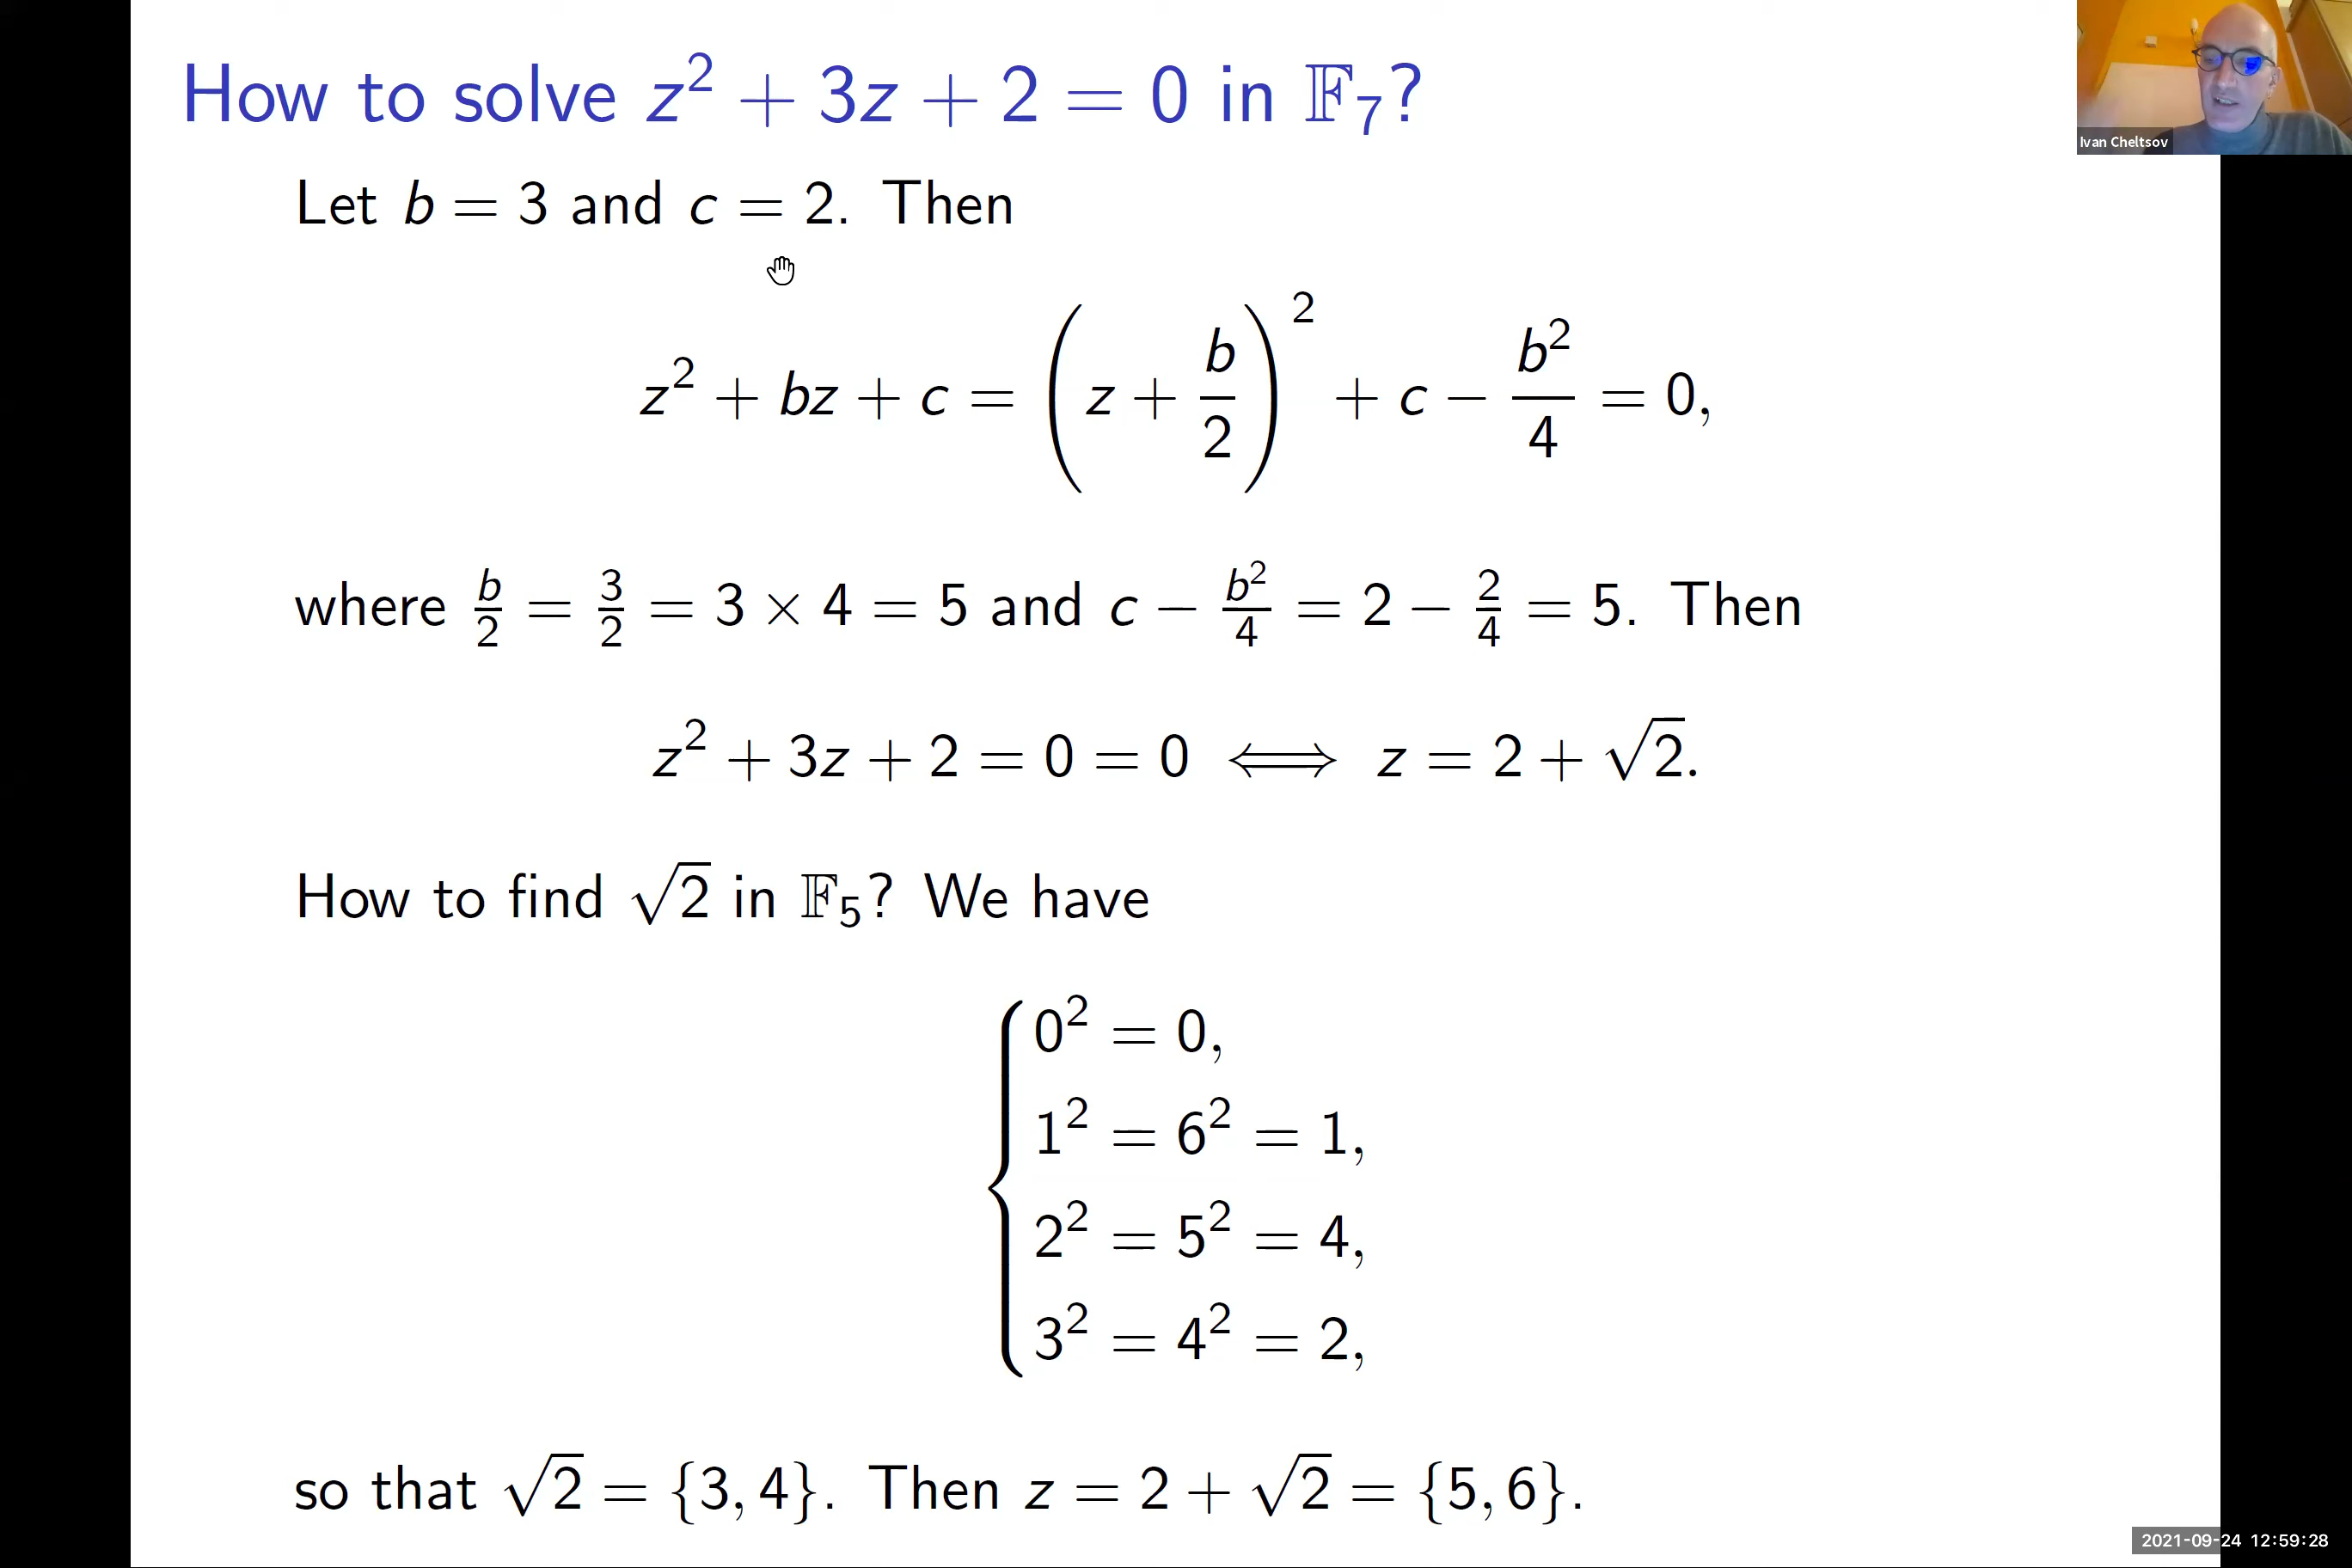 How to solve z² + 3z + 2 = 0 in 𝔽₇?
Ivan Cheltsov
Let b = 3 and c = 2. Then
z² + bz + c = (z + b/2)² + c − b²/4 = 0,
where b/2 = 3/2 = 3 × 4 = 5 and c − b²/4 = 2 − 2/4 = 5. Then
z² + 3z + 2 = 0 = 0 ⟺ z = 2 + √2.
How to find √2 in 𝔽₅? We have
0² = 0,
1² = 6² = 1,
2² = 5² = 4,
3² = 4² = 2,
so that √2 = {3, 4}. Then z = 2 + √2 = {5, 6}.
2021-09-24 12:59:28